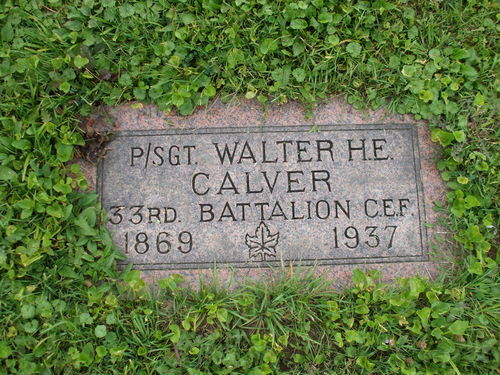 P/SGT. WALTER H.E.
CALVER
33RD. BATTALION C.E.F.
1869 1937